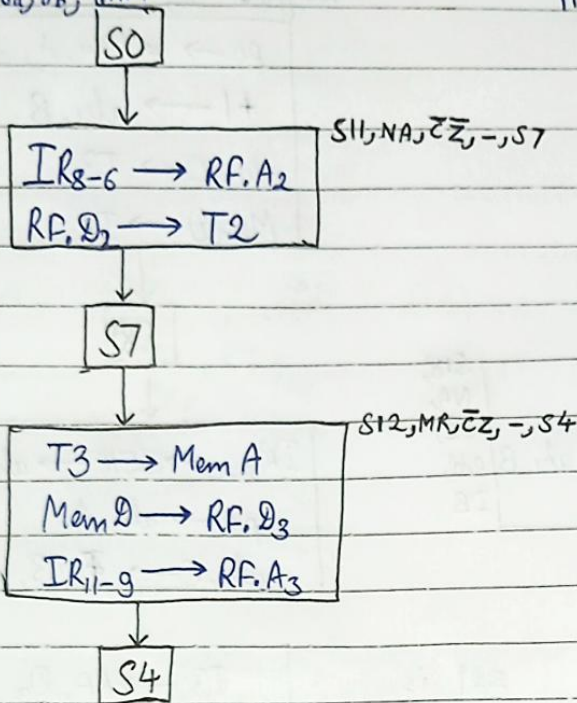 S0
S11, NA, C̅Z̅, -, S7
IR8-6 → RF.A2
RF.D2 → T2
S7
S12, MR, C̅Z, -, S4
T3 → Mem A
Mem D → RF.D3
IR11-9 → RF.A3
S4